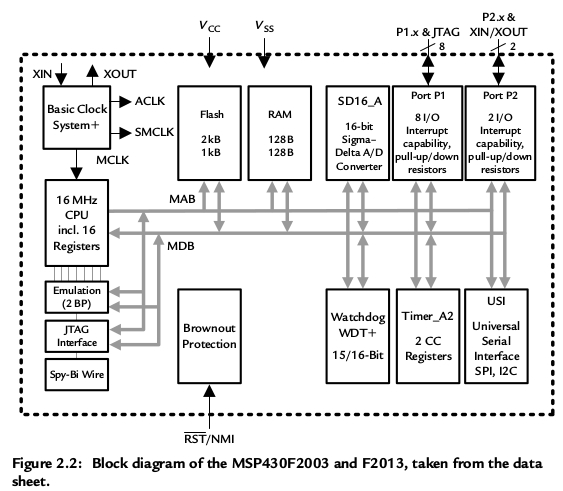 P1.x & JTAG
8
P2.x &
XIN/XOUT
2
VCC
VSS
XIN
XOUT
Basic Clock
System+
ACLK
SMCLK
MCLK
Flash
2kB
1kB
RAM
128B
128B
SD16_A
16-bit
Sigma–
Delta A/D
Converter
Port P1
8 I/O
Interrupt
capability,
pull-up/down
resistors
Port P2
2 I/O
Interrupt
capability,
pull-up/down
resistors
16 MHz
CPU
incl. 16
Registers
MAB
MDB
Emulation
(2 BP)
JTAG
Interface
Spy-Bi Wire
Brownout
Protection
RST/NMI
Watchdog
WDT+
15/16-Bit
Timer_A2
2 CC
Registers
USI
Universal
Serial
Interface
SPI, I2C
Figure 2.2: Block diagram of the MSP430F2003 and F2013, taken from the data
sheet.